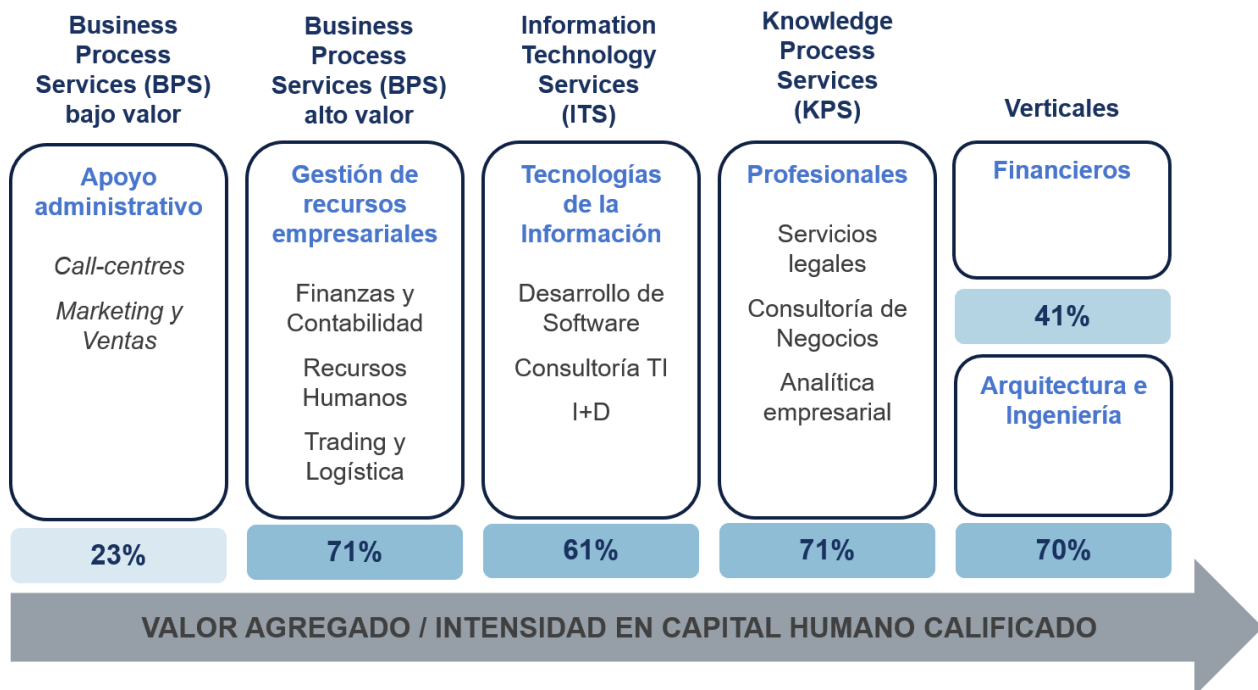 Business
Process
Services (BPS)
bajo valor
Business
Process
Services (BPS)
alto valor
Information
Technology
Services
(ITS)
Knowledge
Process
Services
(KPS)
Verticales
Apoyo
administrativo
Call-centres
Marketing y
Ventas
23%
Gestión de
recursos
empresariales
Finanzas y
Contabilidad
Recursos
Humanos
Trading y
Logística
71%
Tecnologías
de la
Información
Desarrollo de
Software
Consultoría TI
I+D
61%
Profesionales
Servicios
legales
Consultoría de
Negocios
Analítica
empresarial
71%
Financieros
41%
Arquitectura e
Ingeniería
70%
VALOR AGREGADO / INTENSIDAD EN CAPITAL HUMANO CALIFICADO